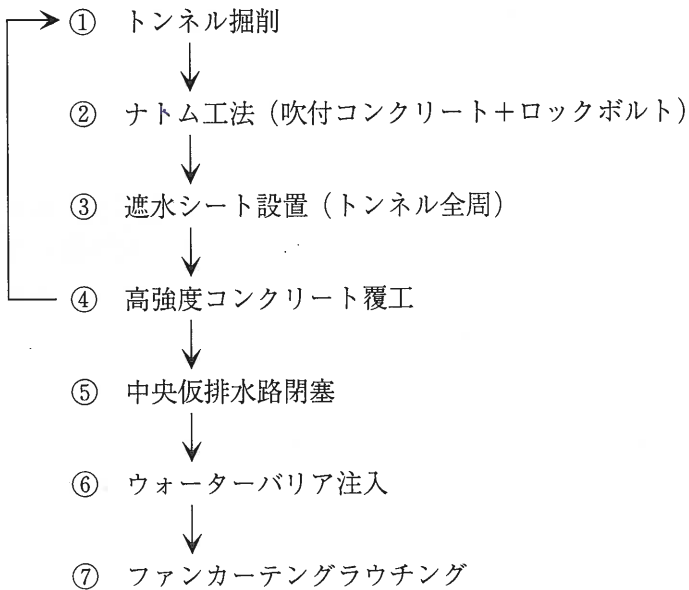 ① トンネル掘削
② ナトム工法（吹付コンクリート＋ロックボルト）
③ 遮水シート設置（トンネル全周）
④ 高強度コンクリート覆工
⑤ 中央仮排水路閉塞
⑥ ウォーターバリア注入
⑦ ファンカーテングラウチング